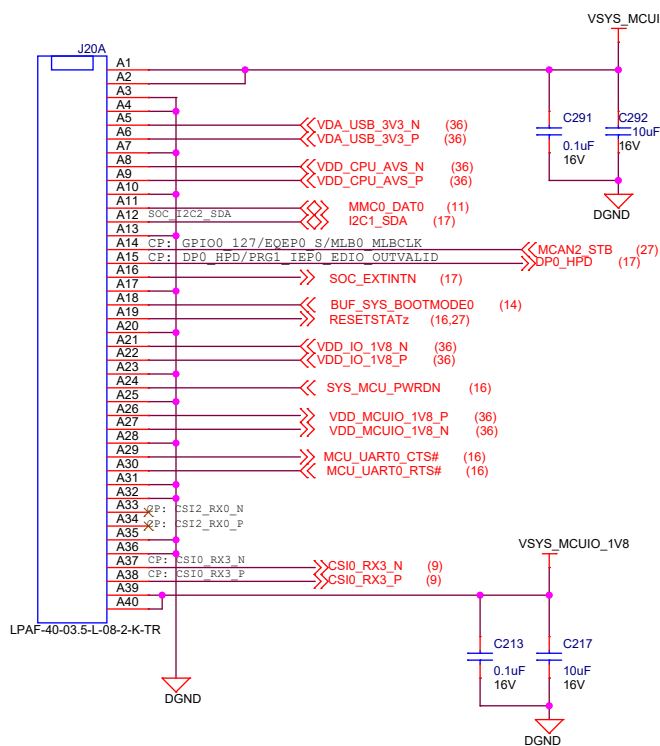 VSYS_MCUI
J20A
A1
A2
A3
A4
A5 VDA_USB_3V3_N (36)
A6 VDA_USB_3V3_P (36)
A7
A8 VDD_CPU_AVS_N (36)
A9 VDD_CPU_AVS_P (36)
A10
A11 MMC0_DAT0 (11)
A12 SOC_I2C2_SDA I2C1_SDA (17)
A13
A14 CP: GPIO0_127/EQEP0_S/MLB0_MLBCLK MCAN2_STB (27)
A15 CP: DP0_HPD/PRG1_IEP0_EDIO_OUTVALID DP0_HPD (17)
A16 SOC_EXTINTN (17)
A17
A18 BUF_SYS_BOOTMODE0 (14)
A19 RESETSTATz (16,27)
A20
A21 VDD_IO_1V8_N (36)
A22 VDD_IO_1V8_P (36)
A23
A24 SYS_MCU_PWRDN (16)
A25
A26 VDD_MCUIO_1V8_P (36)
A27 VDD_MCUIO_1V8_N (36)
A28
A29 MCU_UART0_CTS# (16)
A30 MCU_UART0_RTS# (16)
A31
A32
A33 CP: CSI2_RX0_N
A34 CP: CSI2_RX0_P
A35
A36
A37 CP: CSI0_RX3_N CSI0_RX3_N (9)
A38 CP: CSI0_RX3_P CSI0_RX3_P (9)
A39
A40
LPAF-40-03.5-L-08-2-K-TR
DGND
C291
0.1uF
16V
C292
10uF
16V
DGND
VSYS_MCUIO_1V8
C213
0.1uF
16V
C217
10uF
16V
DGND